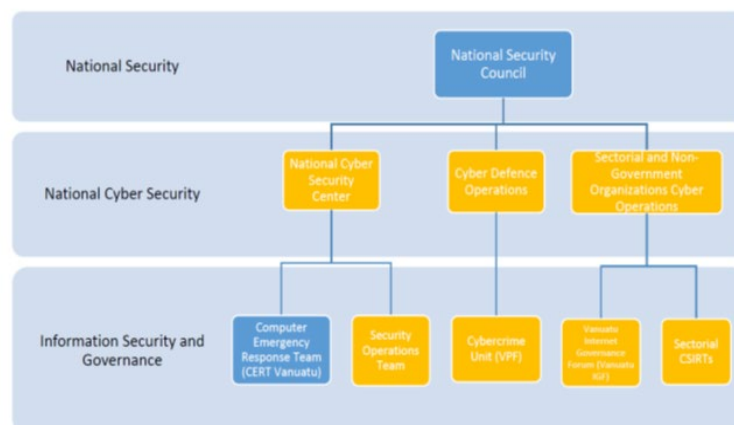 National Security
National Security
Council
National Cyber Security
National Cyber
Security
Center
Cyber Defence
Operations
Sectorial and Non-
Government
Organizations Cyber
Operations
Information Security and
Governance
Computer
Emergency
Response Team
(CERT Vanuatu)
Security
Operations
Team
Cybercrime
Unit (VPF)
Vanuatu
Internet
Governance
Forum (Vanuatu
IGF)
Sectorial
CSIRTs